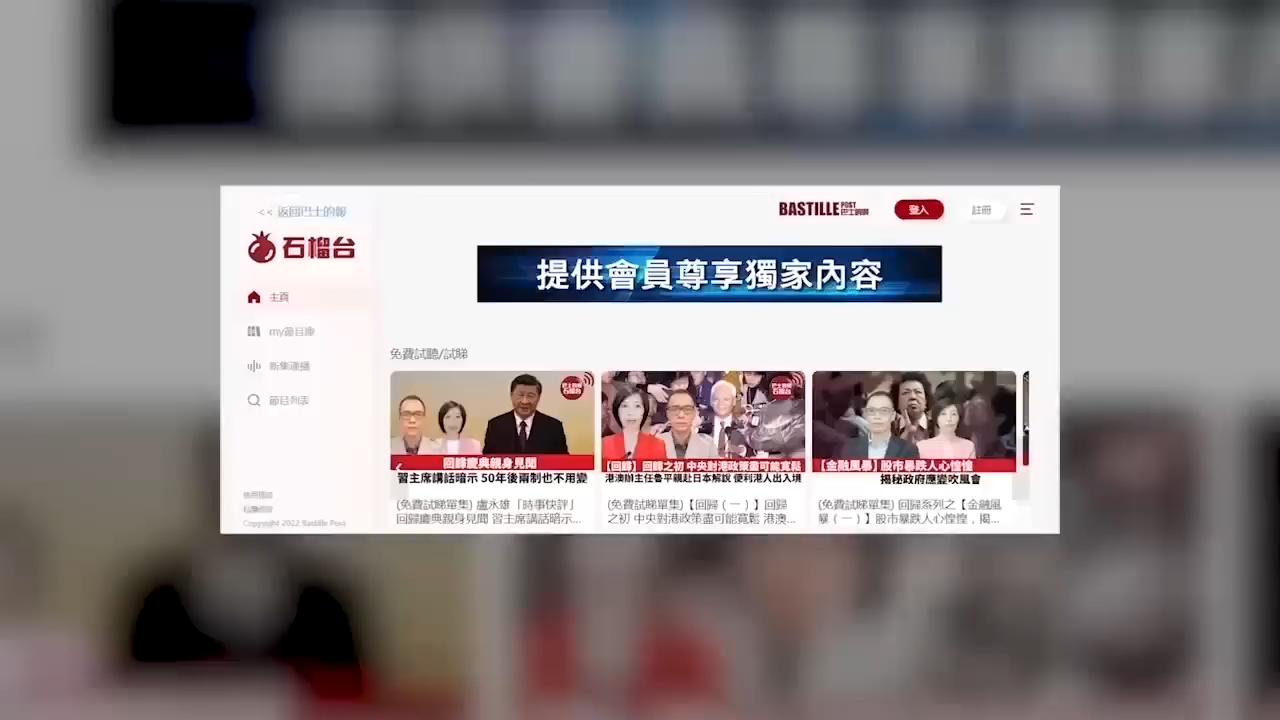 << 返回巴士的報
BASTILLE POST 巴士的報
登入
註冊
石榴台
提供會員尊享獨家內容
主頁
my節目庫
新集連播
節目列表
免費試聽/試睇
回歸慶典親身見聞
習主席講話暗示 50年後兩制也不用變
(免費試睇單集) 盧永雄「時事快評」
回歸慶典親身見聞 習主席講話暗示...
【回歸】回歸之初 中央對港政策盡可能寬鬆
港澳辦主任魯平親赴日本解說 便利港人出入境
(免費試睇單集)【回歸（一）】回歸
之初 中央對港政策盡可能寬鬆 港澳...
【金融風暴】股市暴跌人心惶惶
揭秘政府應變吹風會
(免費試睇單集) 回歸系列之【金融風
暴（一）】股市暴跌人心惶惶，揭...
Copyright 2022 Bastille Post